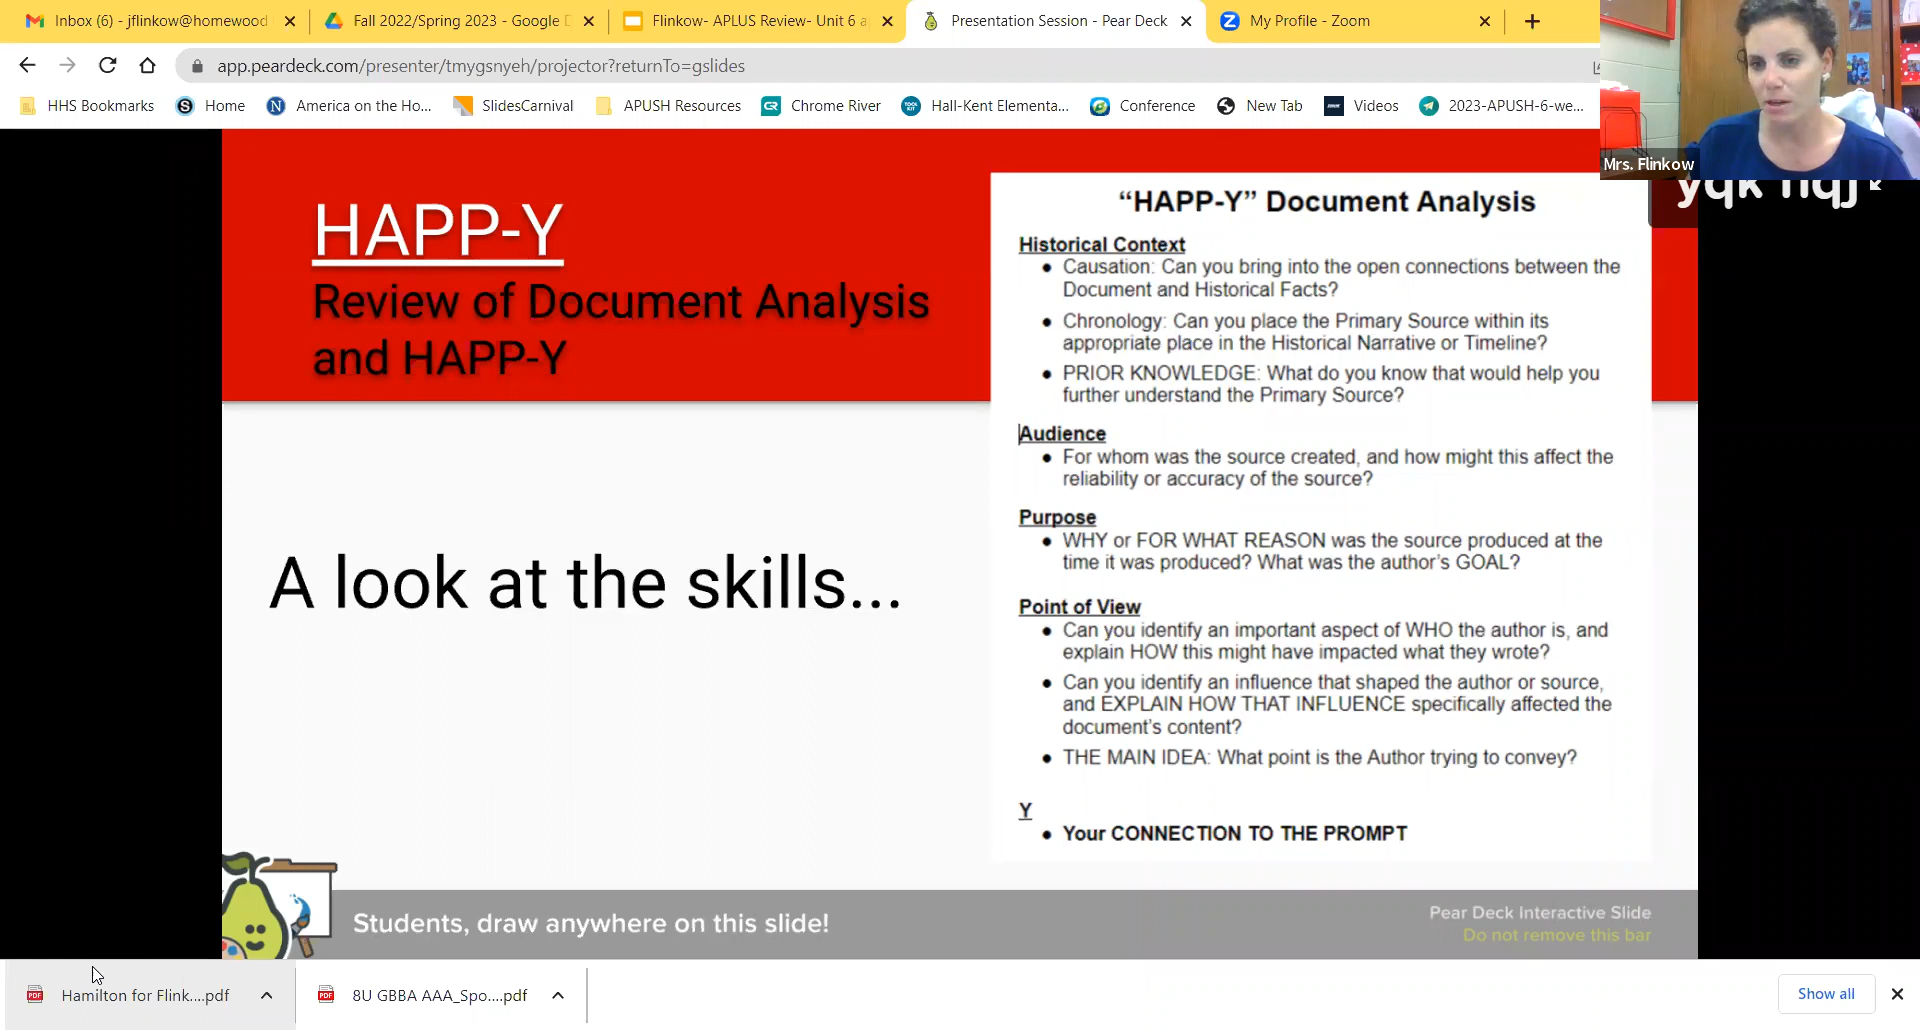 Inbox (6) - jflinkow@homewood
Fall 2022/Spring 2023 - Google D
Flinkow- APLUS Review- Unit 6 a
Presentation Session - Pear Deck
My Profile - Zoom
app.peardeck.com/presenter/tmygsnyeh/projector?returnTo=gslides
HHS Bookmarks
Home
America on the Ho...
SlidesCarnival
APUSH Resources
Chrome River
Hall-Kent Elementa...
Conference
New Tab
Videos
2023-APUSH-6-we...
Mrs. Flinkow
HAPP-Y
Review of Document Analysis
and HAPP-Y
A look at the skills...
“HAPP-Y” Document Analysis
Historical Context
• Causation: Can you bring into the open connections between the
Document and Historical Facts?
• Chronology: Can you place the Primary Source within its
appropriate place in the Historical Narrative or Timeline?
• PRIOR KNOWLEDGE: What do you know that would help you
further understand the Primary Source?
Audience
• For whom was the source created, and how might this affect the
reliability or accuracy of the source?
Purpose
• WHY or FOR WHAT REASON was the source produced at the
time it was produced? What was the author's GOAL?
Point of View
• Can you identify an important aspect of WHO the author is, and
explain HOW this might have impacted what they wrote?
• Can you identify an influence that shaped the author or source,
and EXPLAIN HOW THAT INFLUENCE specifically affected the
document's content?
• THE MAIN IDEA: What point is the Author trying to convey?
Y
• Your CONNECTION TO THE PROMPT
Students, draw anywhere on this slide!
Pear Deck Interactive Slide
Do not remove this bar
PDF
Hamilton for Flink....pdf
PDF
8U GBBA AAA_Spo....pdf
Show all